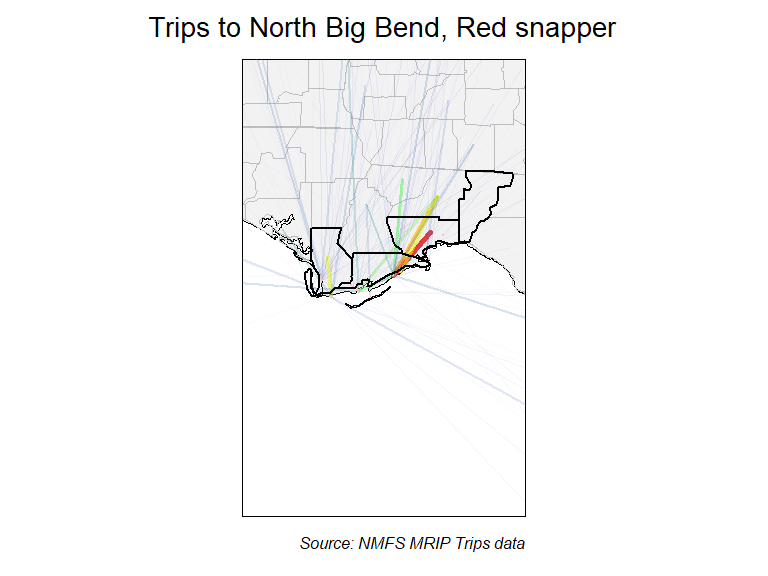 Trips to North Big Bend, Red snapper
Source: NMFS MRIP Trips data